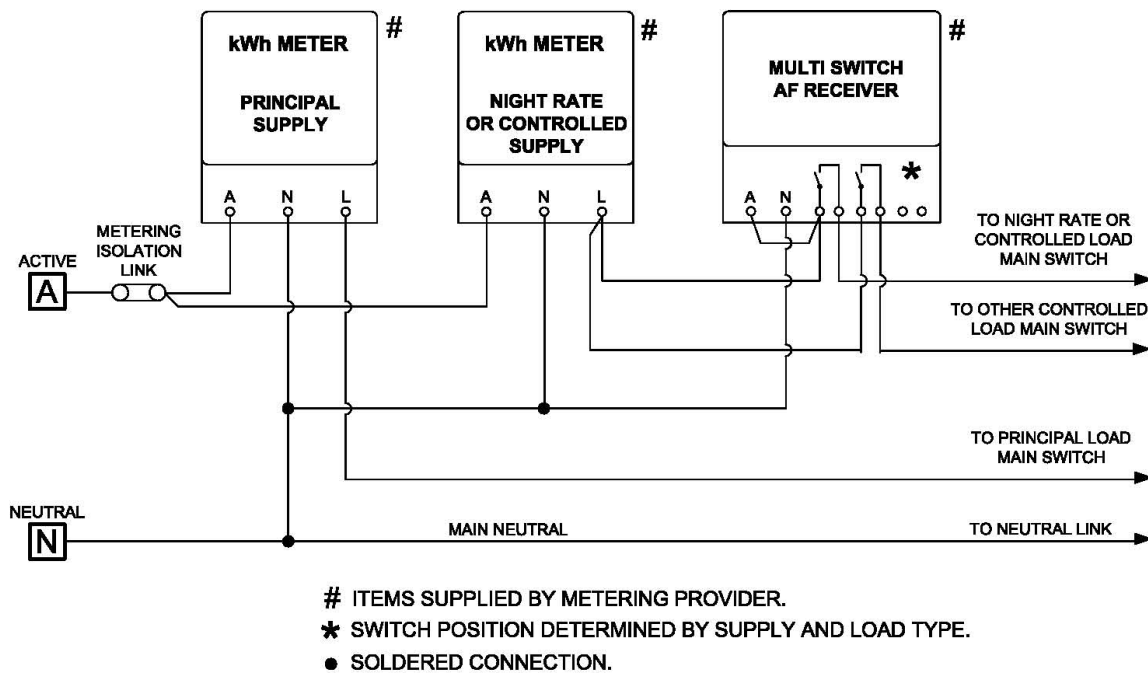 kWh METER
PRINCIPAL
SUPPLY
A N L
#
kWh METER
NIGHT RATE
OR CONTROLLED
SUPPLY
A N L
#
MULTI SWITCH
AF RECEIVER
*
A N
#
METERING
ISOLATION
LINK
ACTIVE
A
TO NIGHT RATE OR
CONTROLLED LOAD
MAIN SWITCH
TO OTHER CONTROLLED
LOAD MAIN SWITCH
TO PRINCIPAL LOAD
MAIN SWITCH
NEUTRAL
N
MAIN NEUTRAL
TO NEUTRAL LINK
# ITEMS SUPPLIED BY METERING PROVIDER.
* SWITCH POSITION DETERMINED BY SUPPLY AND LOAD TYPE.
● SOLDERED CONNECTION.